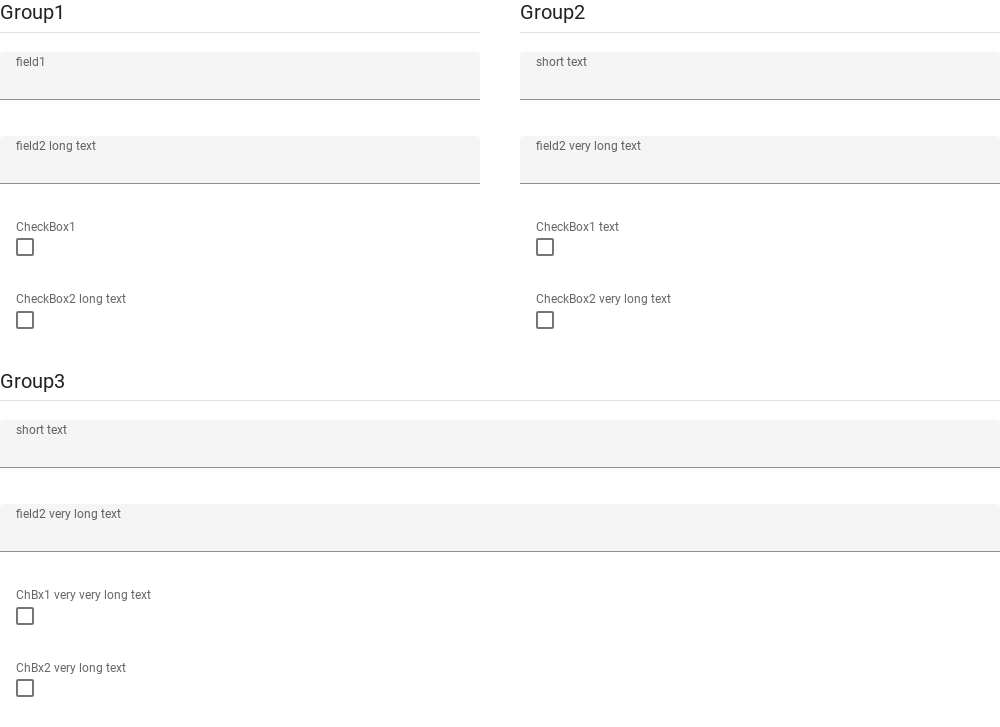 Group1
field1
field2 long text
CheckBox1
CheckBox2 long text
Group2
short text
field2 very long text
CheckBox1 text
CheckBox2 very long text
Group3
short text
field2 very long text
ChBx1 very very long text
ChBx2 very long text